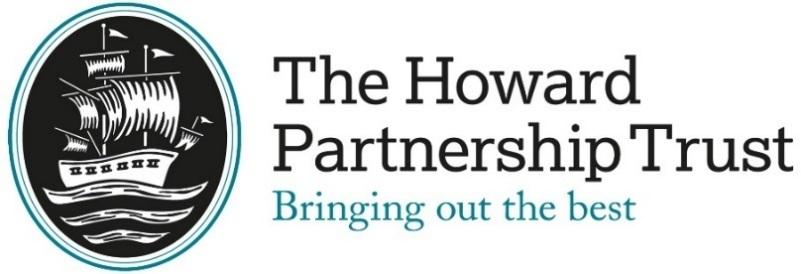 The Howard
Partnership Trust
Bringing out the best